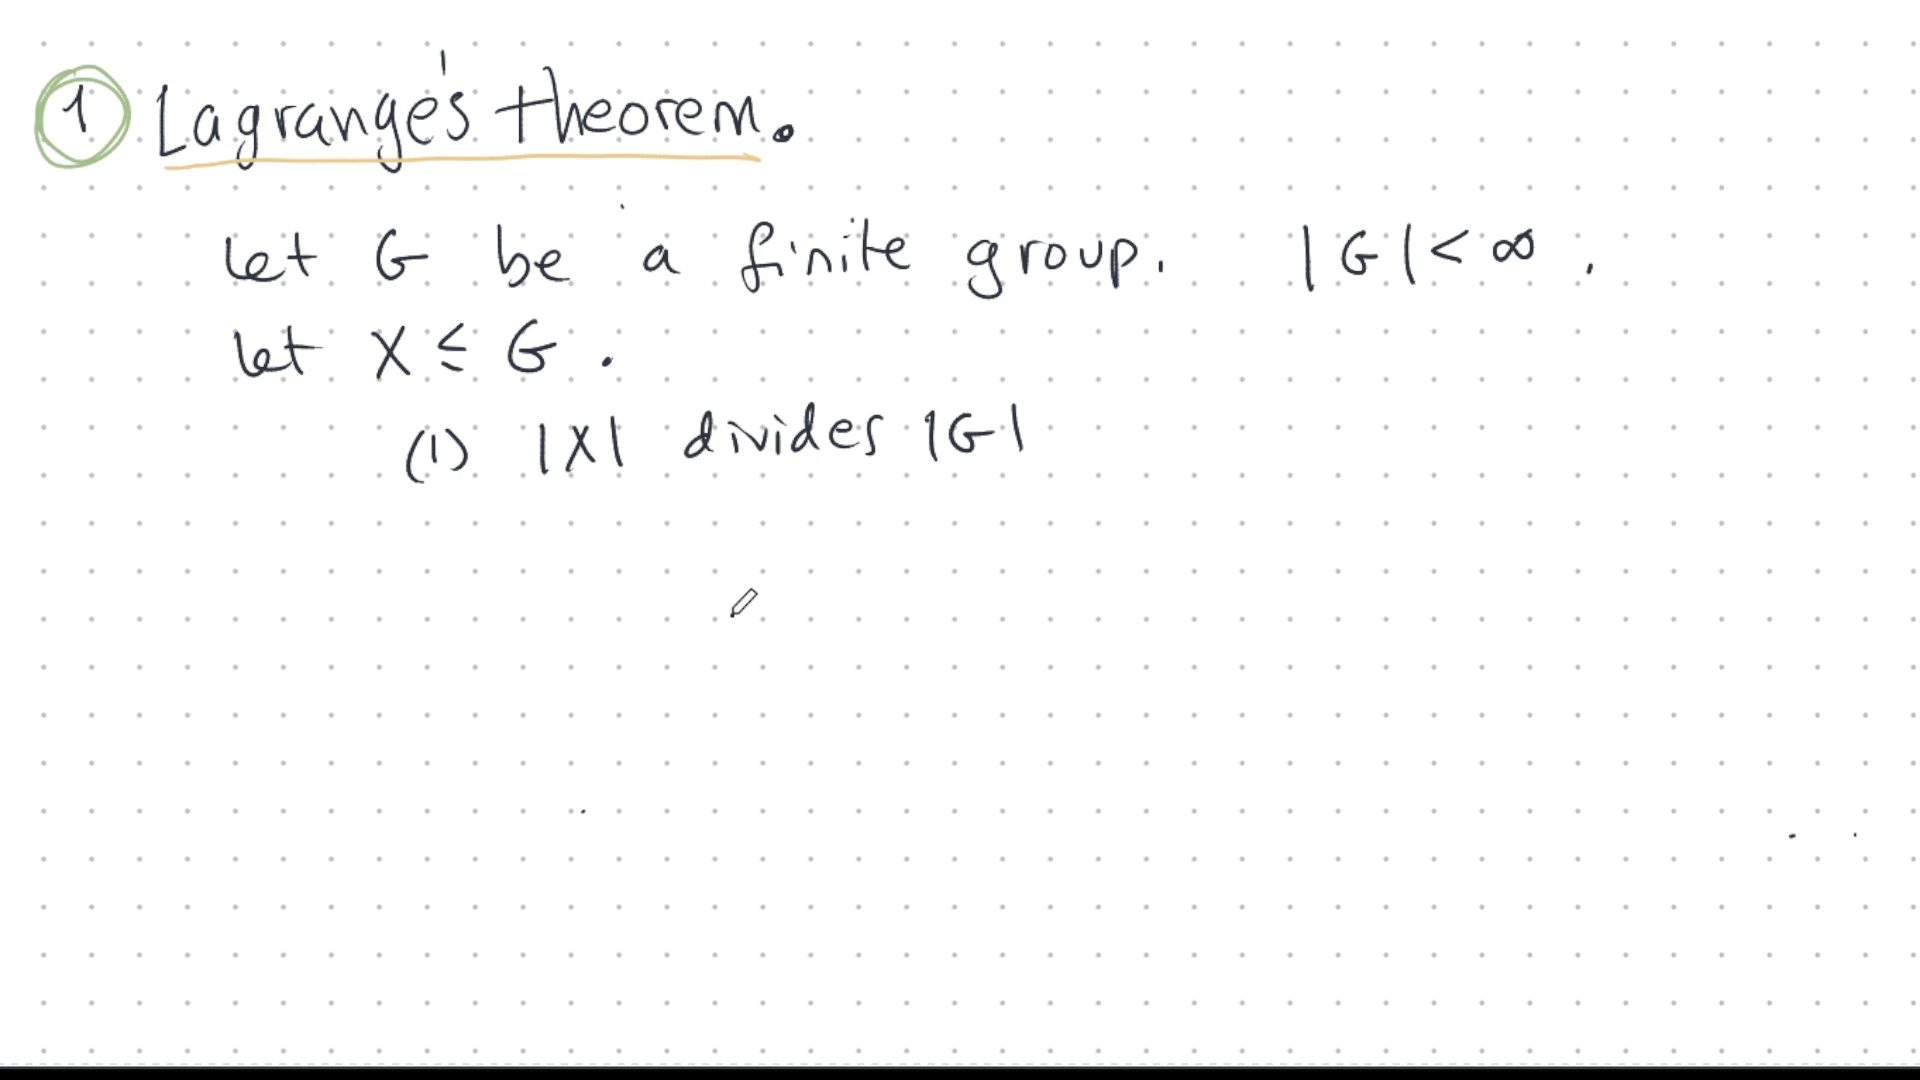 1 Lagrange's theorem.
Let G be a finite group. |G| < ∞.
Let X ≤ G.
(1) |X| divides |G|